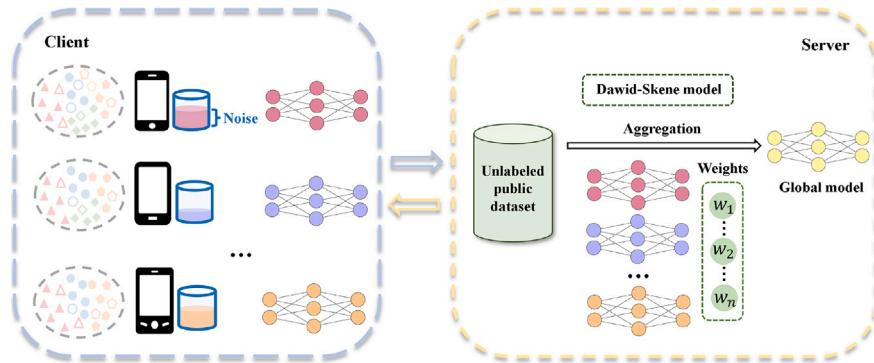 Client
Server
Noise
...
Dawid-Skene model
Aggregation
Unlabeled
public
dataset
Weights
w₁
w₂
wₙ
...
Global model